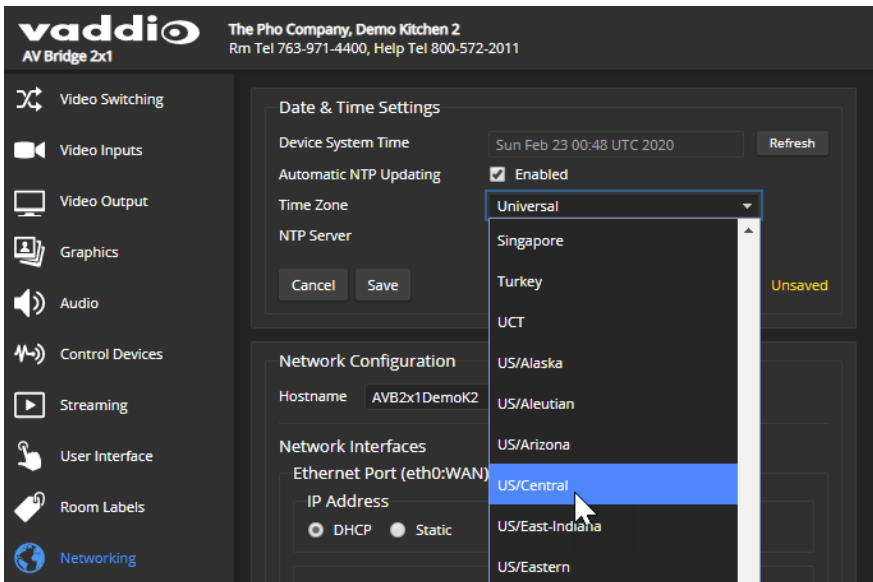 vaddio
AV Bridge 2x1
The Pho Company, Demo Kitchen 2
Rm Tel 763-971-4400, Help Tel 800-572-2011
Video Switching
Video Inputs
Video Output
Graphics
Audio
Control Devices
Streaming
User Interface
Room Labels
Networking
Date & Time Settings
Device System Time Sun Feb 23 00:48 UTC 2020 Refresh
Automatic NTP Updating Enabled
Time Zone Universal
NTP Server
Cancel Save Unsaved
Singapore
Turkey
UCT
US/Alaska
US/Aleutian
US/Arizona
US/Central
US/East-Indiana
US/Eastern
Network Configuration
Hostname AVB2x1DemoK2
Network Interfaces
Ethernet Port (eth0:WAN)
IP Address
DHCP Static